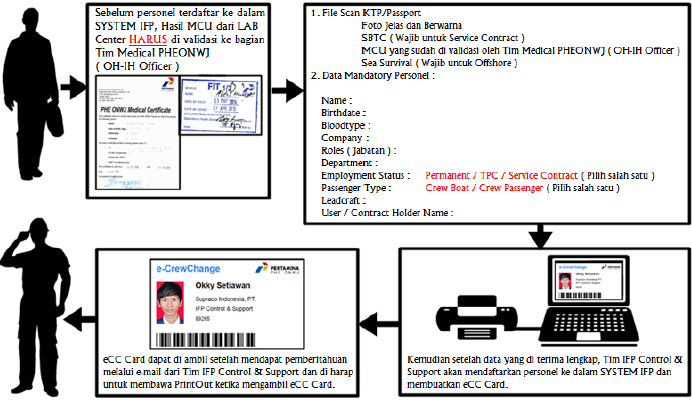 Sebelum personel terdaftar ke dalam
SYSTEM IFP, Hasil MCU dari LAB
Center HARUS di validasi ke bagian
Tim Medical PHEONWJ
( OH-IH Officer )
PHE ONWJ Medical Certificate
FIT
1. File Scan KTP/Passport
Foto Jelas dan Berwarna
SBTC ( Wajib untuk Service Contract )
MCU yang sudah di validasi oleh Tim Medical PHEONWJ ( OH-IH Officer )
Sea Survival ( Wajib untuk Offshore )
2. Data Mandatory Personel :
Name :
Birthdate :
Bloodtype :
Company :
Roles ( Jabatan ) :
Department :
Employment Status : Permanent / TPC / Service Contract ( Pilih salah satu )
Passenger Type : Crew Boat / Crew Passenger ( Pilih salah satu )
Leadcraft :
User / Contract Holder Name :
e-CrewChange
Okky Setiawan
Kemudian setelah data yang di terima lengkap, Tim IFP Control &
Support akan mendaftarkan personel ke dalam SYSTEM IFP dan
membuatkan eCC Card.
e-CrewChange
PERTAMINA
PHE ONWJ
Okky Setiawan
Supraco Indonesia, PT.
IFP Control & Support
69265
eCC Card dapat di ambil setelah mendapat pemberitahuan
melalui e-mail dari Tim IFP Control & Support dan di harap
untuk membawa PrintOut ketika mengambil eCC Card.